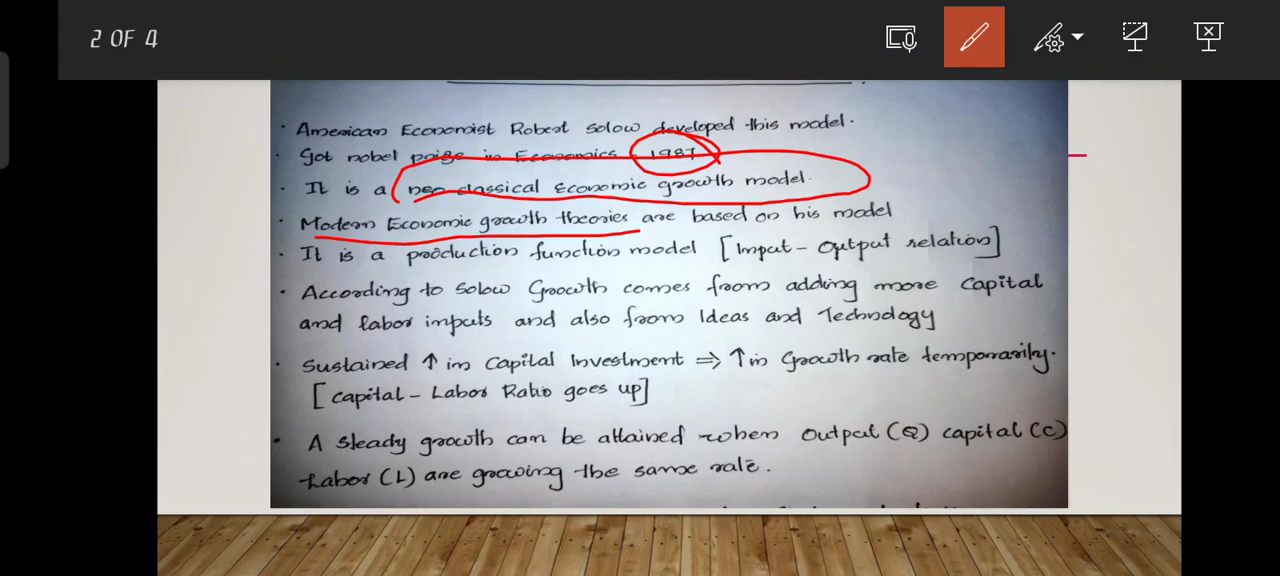 2 OF 4
· American Economist Robert Solow developed this model.
· Got nobel prize in Economics - 1987
· It is a neo classical Economic growth model.
· Modern Economic growth theories are based on his model
· It is a production function model [Input - Output relation]
· According to Solow Growth comes from adding more capital
and labor inputs and also from Ideas and Technology
· Sustained ↑ in Capital Investment ⇒ ↑ in Growth rate temporarily.
[Capital - Labor Ratio goes up]
· A steady growth can be attained when output (Q) capital (C)
Labor (L) are growing the same rate.